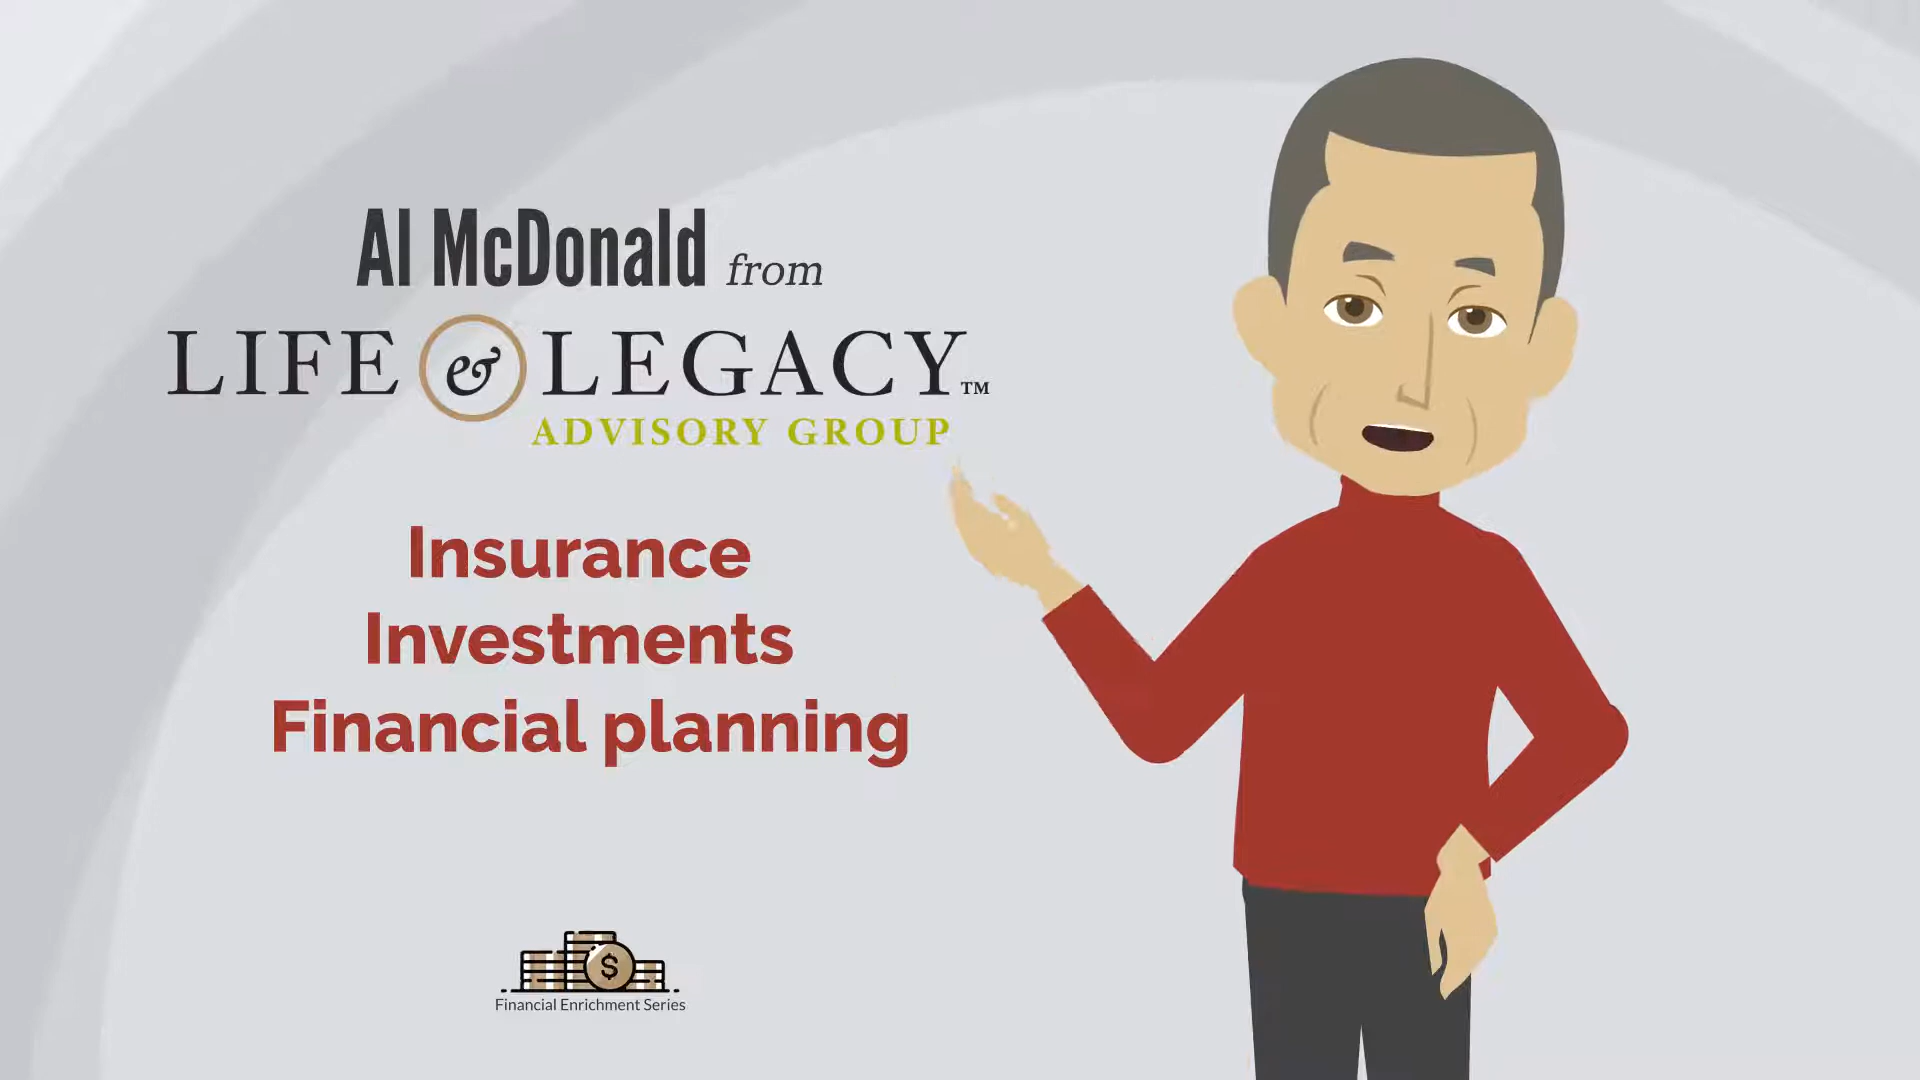 Al McDonald from
LIFE & LEGACY™
ADVISORY GROUP
Insurance
Investments
Financial planning
$
Financial Enrichment Series